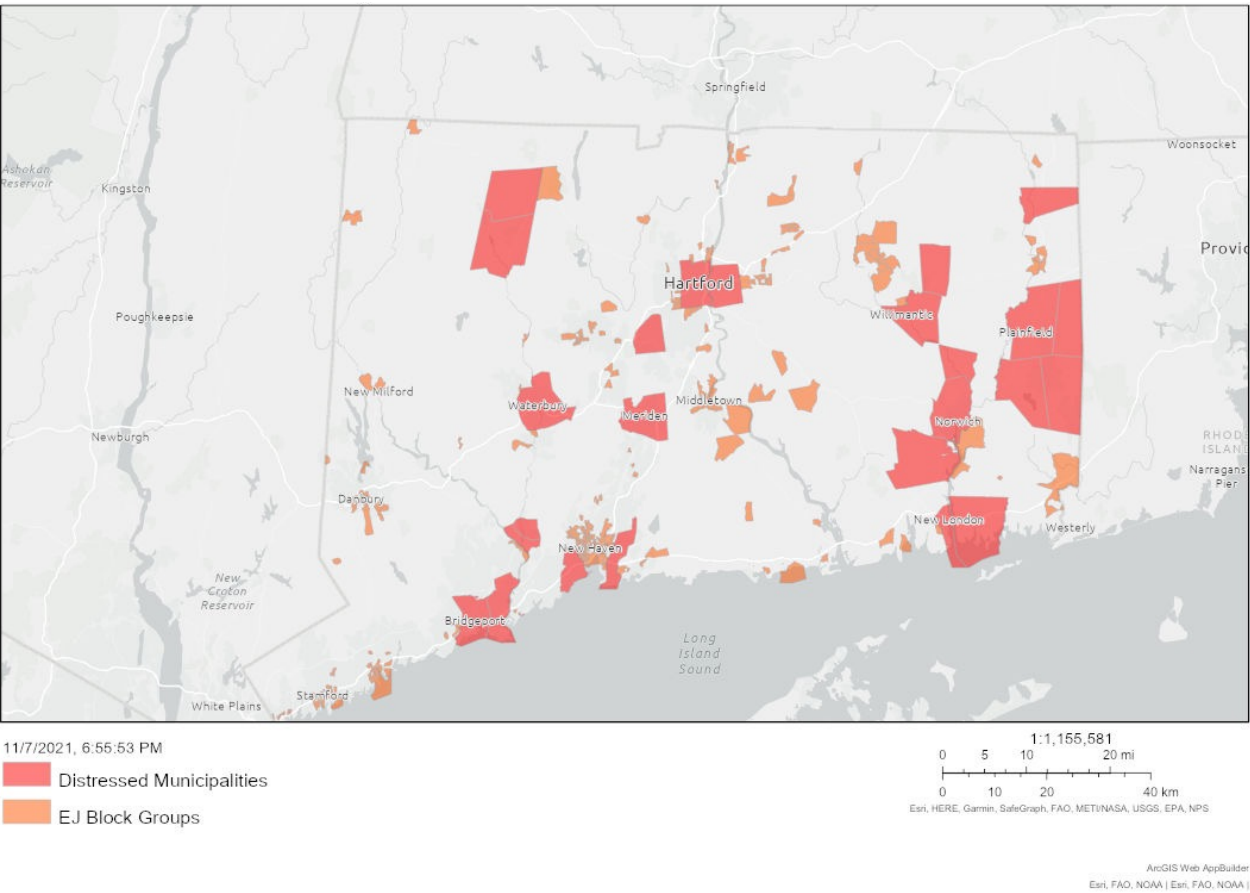 Springfield
Woonsocket
Ashokan
Reservoir
Kingston
Hartford
Poughkeepsie
Willimantic
Plainfield
New Milford
Waterbury
Meriden
Middletown
Norwich
Newburgh
RHOD
ISLAN
Narragans
Pier
Danbury
New London
Westerly
New Haven
New
Croton
Reservoir
Bridgeport
Long
Island
Sound
Stamford
White Plains
Provic
11/7/2021, 6:55:53 PM
Distressed Municipalities
EJ Block Groups
1:1,155,581
0 5 10 20 mi
0 10 20 40 km
Esri, HERE, Garmin, SafeGraph, FAO, METI/NASA, USGS, EPA, NPS
ArcGIS Web AppBuilder
Esri, FAO, NOAA | Esri, FAO, NOAA |